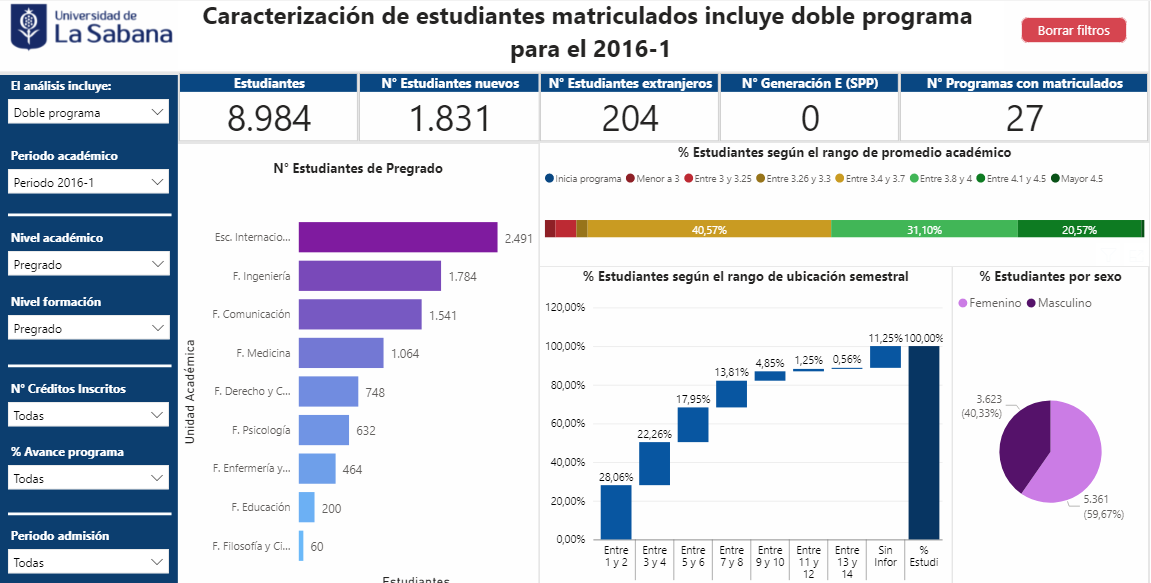 Universidad de
La Sabana
Caracterización de estudiantes matriculados incluye doble programa
para el 2016-1
Borrar filtros
El análisis incluye:
Doble programa
Periodo académico
Periodo 2016-1
Nivel académico
Pregrado
Nivel formación
Pregrado
N° Créditos Inscritos
Todas
% Avance programa
Todas
Periodo admisión
Todas
Estudiantes
8.984
N° Estudiantes nuevos
1.831
N° Estudiantes extranjeros
204
N° Generación E (SPP)
0
N° Programas con matriculados
27
N° Estudiantes de Pregrado
Unidad Académica
Esc. Internacio... 2.491
F. Ingeniería 1.784
F. Comunicación 1.541
F. Medicina 1.064
F. Derecho y C... 748
F. Psicología 632
F. Enfermería y... 464
F. Educación 200
F. Filosofía y Ci... 60
Estudiantes
% Estudiantes según el rango de promedio académico
Inicia programa Menor a 3 Entre 3 y 3.25 Entre 3.26 y 3.3 Entre 3.4 y 3.7 Entre 3.8 y 4 Entre 4.1 y 4.5 Mayor 4.5
40,57% 31,10% 20,57%
% Estudiantes según el rango de ubicación semestral
120,00%
100,00%
80,00%
60,00%
40,00%
20,00%
0,00%
28,06%
22,26%
17,95%
13,81%
4,85%
1,25%
0,56%
11,25%
100,00%
Entre
1 y 2
Entre
3 y 4
Entre
5 y 6
Entre
7 y 8
Entre
9 y 10
Entre
11 y
12
Entre
13 y
14
Sin
Infor
%
Estudi
% Estudiantes por sexo
Femenino Masculino
3.623
(40,33%)
5.361
(59,67%)